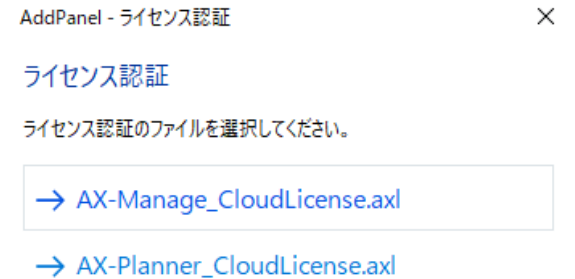 AddPanel - ライセンス認証
ライセンス認証
ライセンス認証のファイルを選択してください。
→ AX-Manage_CloudLicense.axl
→ AX-Planner_CloudLicense.axl